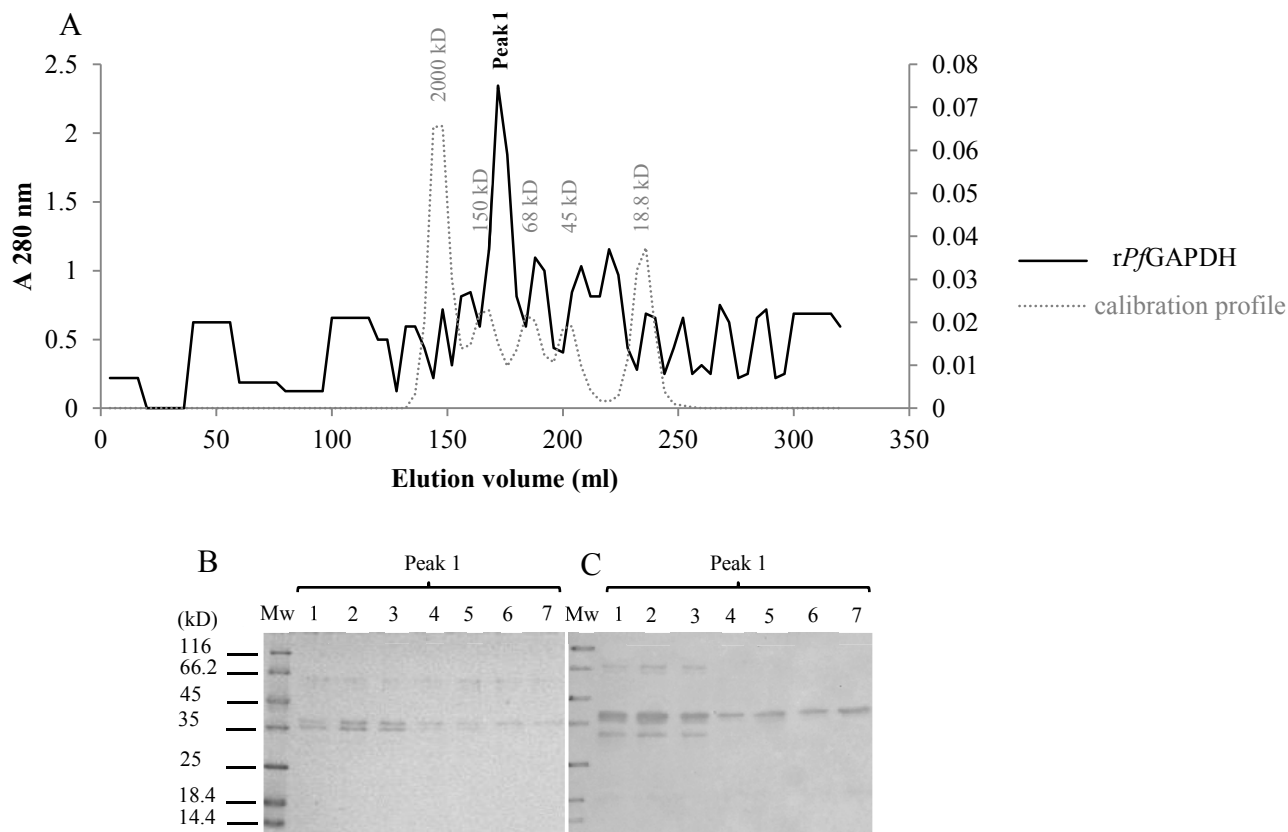 A
2000 kD
Peak 1
150 kD
68 kD
45 kD
18.8 kD
2.5
2
1.5
1
0.5
0
A 280 nm
0.08
0.07
0.06
0.05
0.04
0.03
0.02
0.01
0
0 50 100 150 200 250 300 350
Elution volume (ml)
rPfGAPDH
calibration profile
B
Peak 1
(kD)
Mw 1 2 3 4 5 6 7
116
66.2
45
35
25
18.4
14.4
C
Peak 1
Mw 1 2 3 4 5 6 7